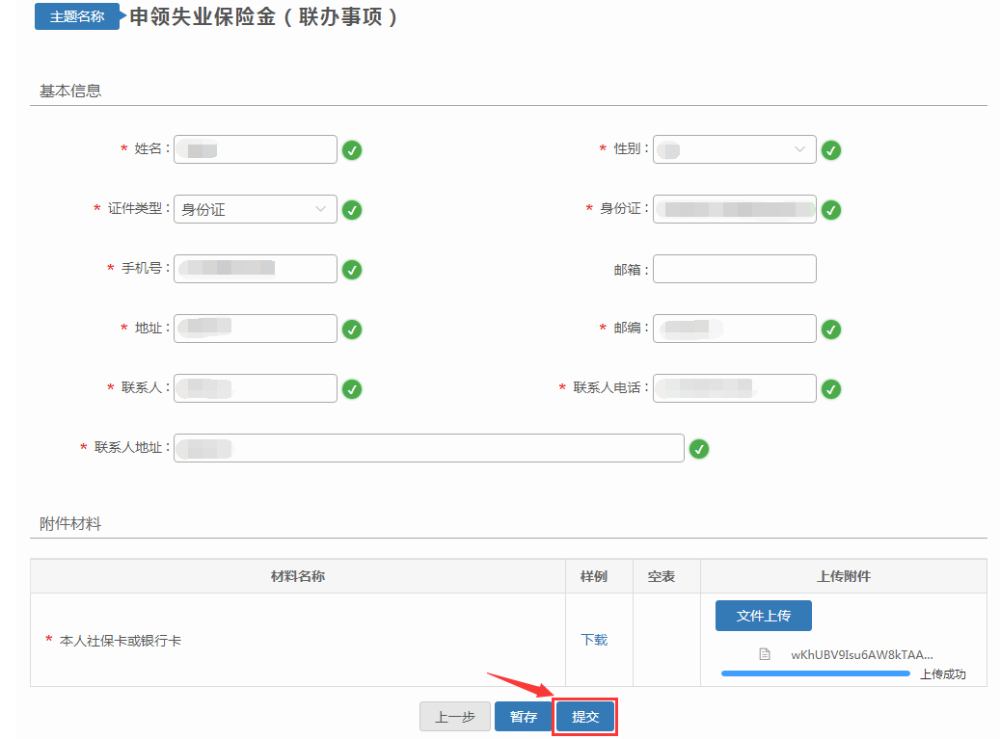 主题名称 申领失业保险金（联办事项）
基本信息
* 姓名： * 性别：
* 证件类型： 身份证 * 身份证：
* 手机号： 邮箱：
* 地址： * 邮编：
* 联系人： * 联系人电话：
* 联系人地址：
附件材料
材料名称 样例 空表 上传附件
文件上传
* 本人社保卡或银行卡 下载
wKhUBV9Isu6AW8kTAA...
上传成功
上一步 暂存 提交